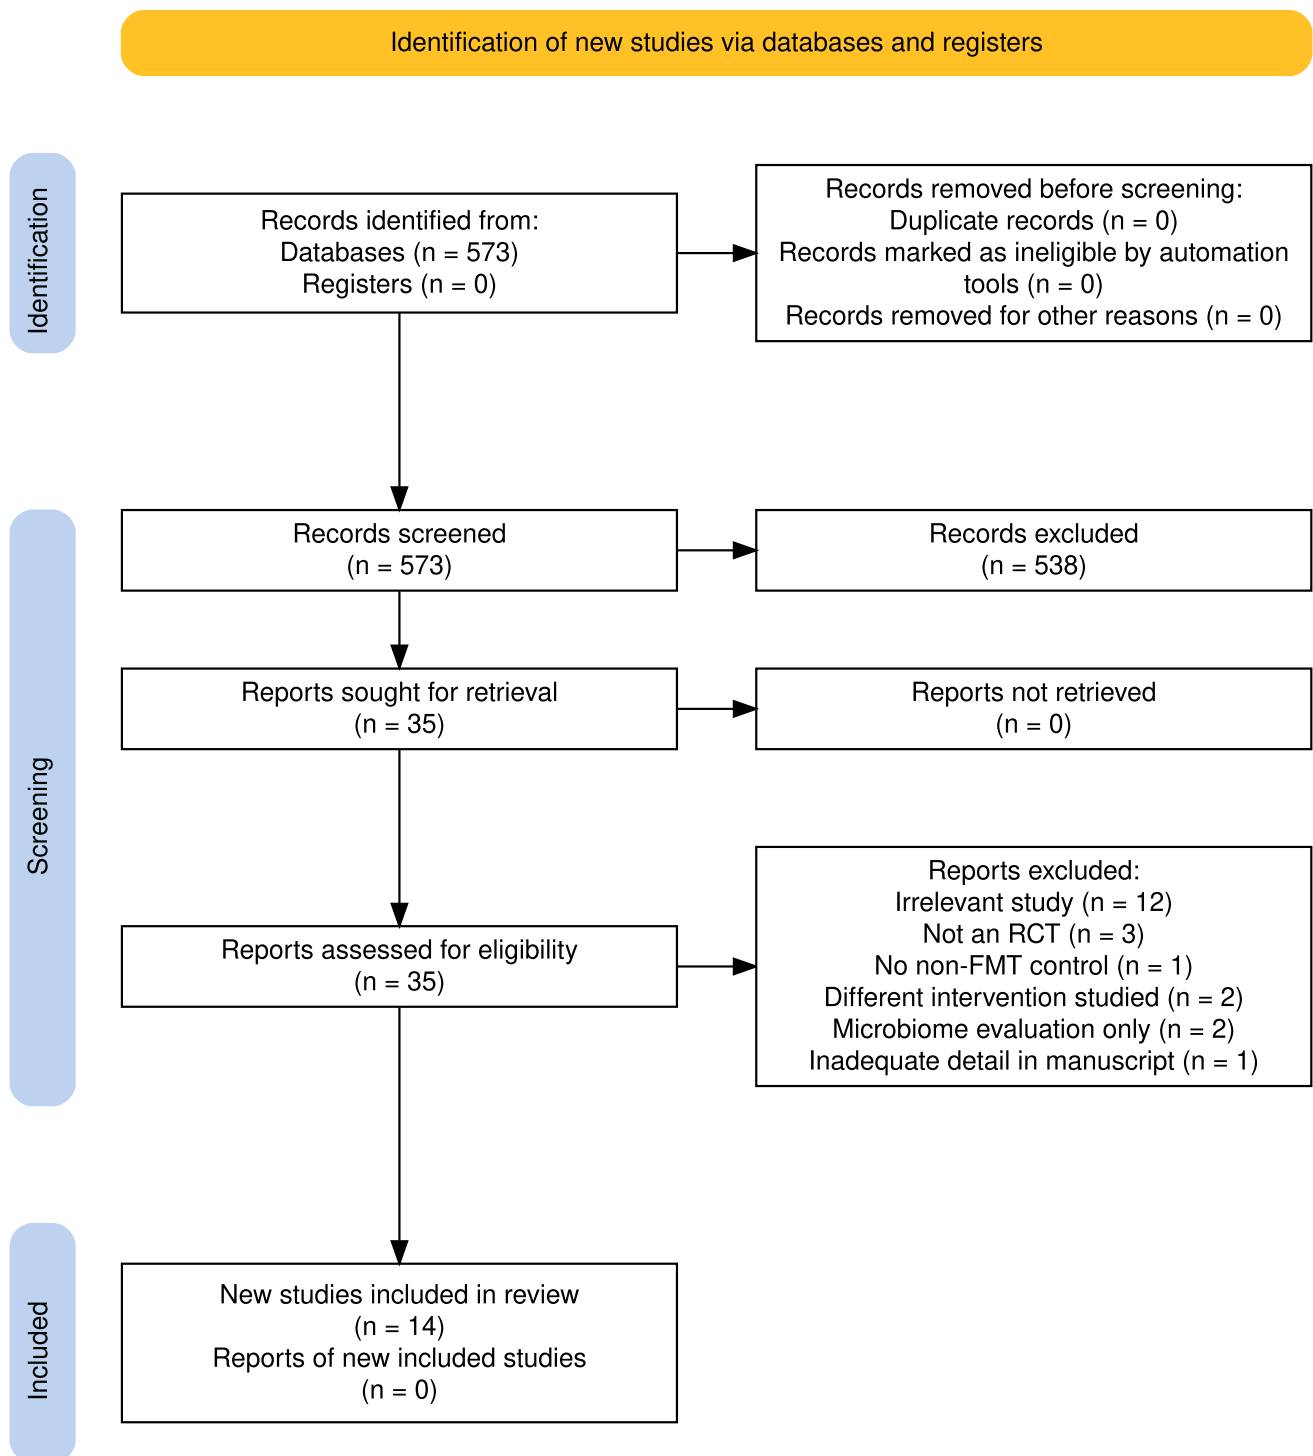 Identification of new studies via databases and registers
Identification
Records identified from:
Databases (n = 573)
Registers (n = 0)
Records removed before screening:
Duplicate records (n = 0)
Records marked as ineligible by automation
tools (n = 0)
Records removed for other reasons (n = 0)
Screening
Records screened
(n = 573)
Records excluded
(n = 538)
Reports sought for retrieval
(n = 35)
Reports not retrieved
(n = 0)
Reports assessed for eligibility
(n = 35)
Reports excluded:
Irrelevant study (n = 12)
Not an RCT (n = 3)
No non-FMT control (n = 1)
Different intervention studied (n = 2)
Microbiome evaluation only (n = 2)
Inadequate detail in manuscript (n = 1)
Included
New studies included in review
(n = 14)
Reports of new included studies
(n = 0)